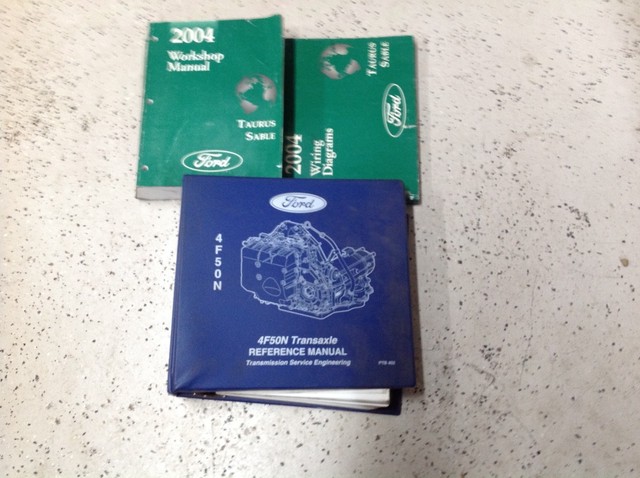 2004
Workshop
Manual
TAURUS
SABLE
Ford
TAURUS
SABLE
Ford
2004
Wiring
Diagrams
Ford
4F50N
4F50N Transaxle
REFERENCE MANUAL
Transmission Service Engineering